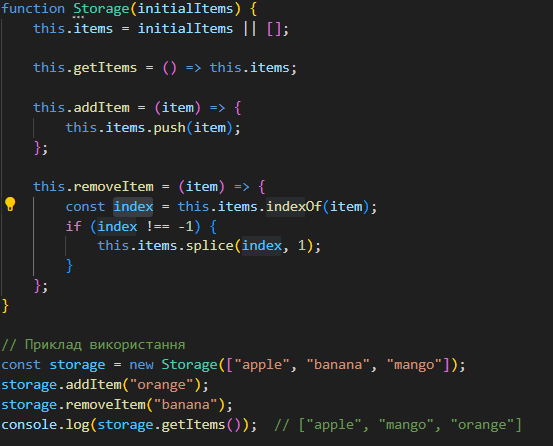 function Storage(initialItems) {
    this.items = initialItems || [];

    this.getItems = () => this.items;

    this.addItem = (item) => {
        this.items.push(item);
    };

    this.removeItem = (item) => {
        const index = this.items.indexOf(item);
        if (index !== -1) {
            this.items.splice(index, 1);
        }
    };
}

// Приклад використання
const storage = new Storage(["apple", "banana", "mango"]);
storage.addItem("orange");
storage.removeItem("banana");
console.log(storage.getItems());  // ["apple", "mango", "orange"]